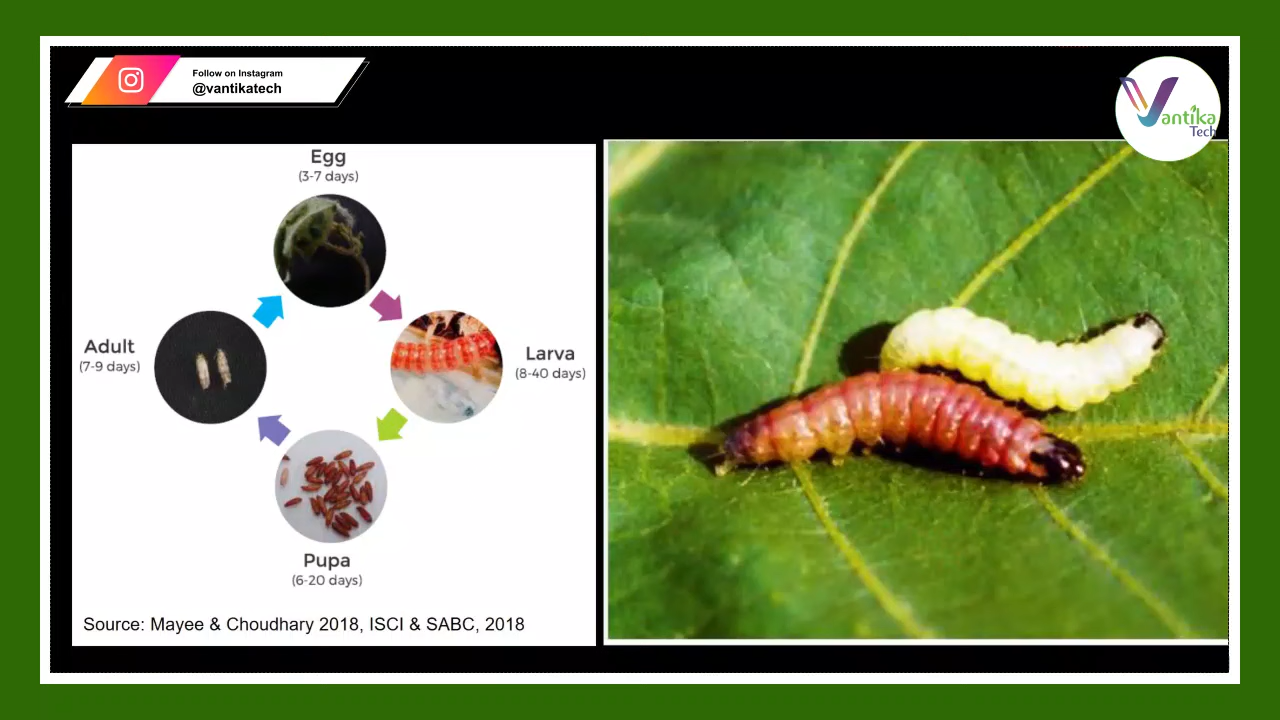 Follow on Instagram
@vantikatech
Vantika
Tech
Egg
(3-7 days)
Adult
(7-9 days)
Larva
(8-40 days)
Pupa
(6-20 days)
Source: Mayee & Choudhary 2018, ISCI & SABC, 2018